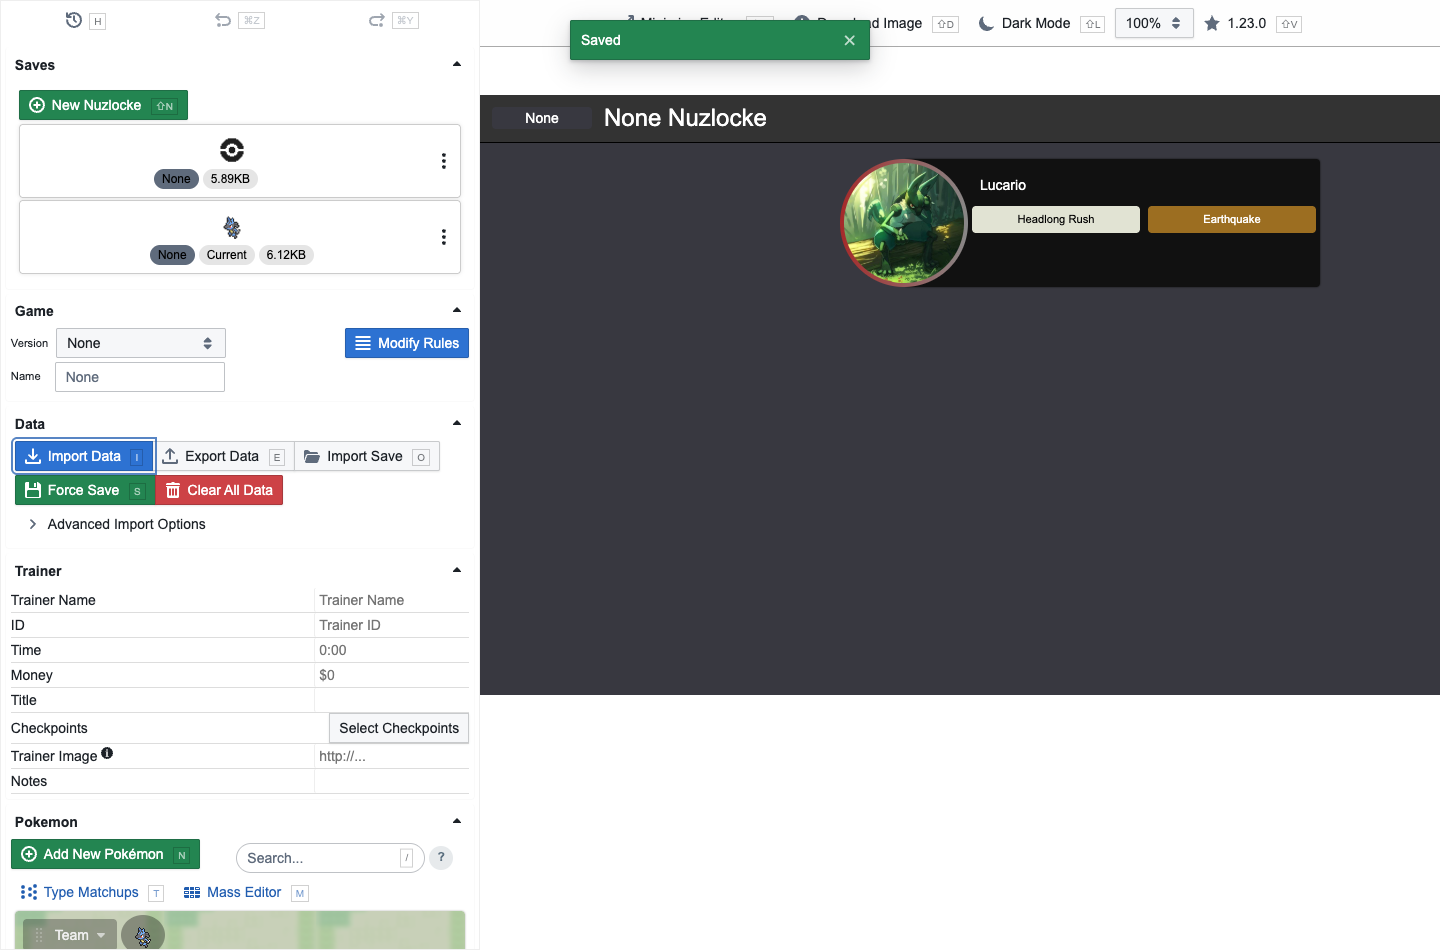 H
⌘Z
⌘Y
Download Image ⇧D
Dark Mode ⇧L
100%
1.23.0 ⇧V
Saved
Saves
New Nuzlocke ⇧N
None 5.89KB
None Current 6.12KB
None
None Nuzlocke
Lucario
Headlong Rush
Earthquake
Game
Version None
Modify Rules
Name None
Data
Import Data I
Export Data E
Import Save O
Force Save S
Clear All Data
Advanced Import Options
Trainer
Trainer Name Trainer Name
ID Trainer ID
Time 0:00
Money $0
Title
Checkpoints Select Checkpoints
Trainer Image http://...
Notes
Pokemon
Add New Pokémon N
Search... /
?
Type Matchups T
Mass Editor M
Team